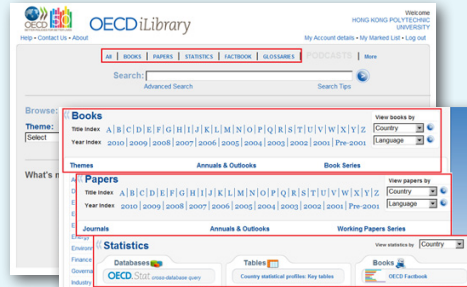 OECD 50
OECD iLibrary
Welcome
HONG KONG POLYTECHNIC
UNIVERSITY
Help • Contact Us • About
My Account details • My Marked List • Log out
All | BOOKS | PAPERS | STATISTICS | FACTBOOK | GLOSSARIES | PODCASTS | More
Search:
Advanced Search
Search Tips
Browse:
Theme:
Select
What's n
Books
View books by
Title Index A|B|C|D|E|F|G|H|I|J|K|L|M|N|O|P|Q|R|S|T|U|V|W|X|Y|Z
Country
Year Index 2010|2009|2008|2007|2006|2005|2004|2003|2002|2001|Pre-2001
Language
Themes
Annuals & Outlooks
Book Series
Papers
View papers by
Title Index A|B|C|D|E|F|G|H|I|J|K|L|M|N|O|P|Q|R|S|T|U|V|W|X|Y|Z
Country
Year Index 2010|2009|2008|2007|2006|2005|2004|2003|2002|2001|Pre-2001
Language
Journals
Annuals & Outlooks
Working Papers Series
Energy
Environ
Finance
Governa
Industry
Statistics
View statistics by
Country
Databases
Tables
Books
OECD.Stat cross-database query
Country statistical profiles: Key tables
OECD Factbook